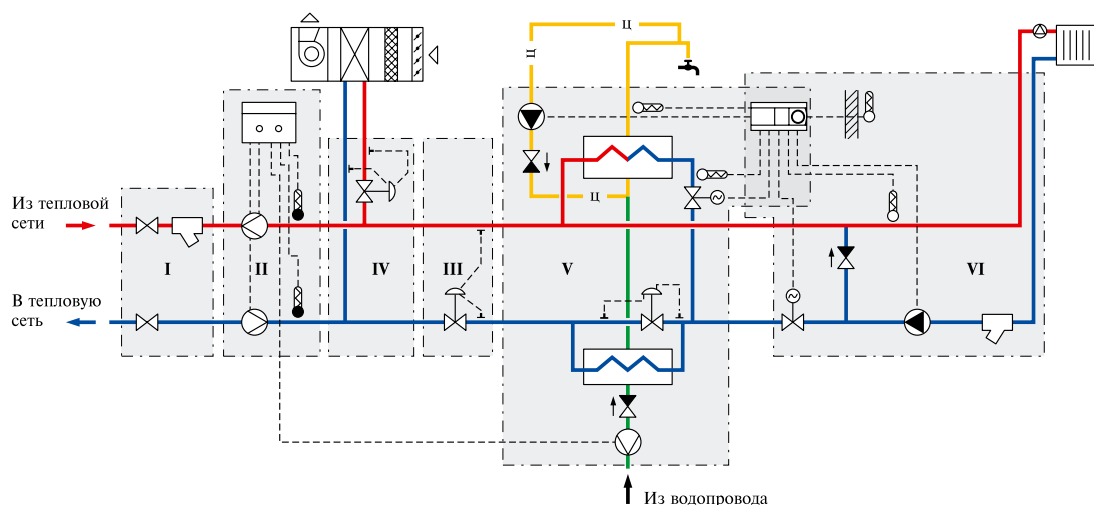 Ц
Ц
Ц
Из тепловой
сети
I
II
IV
III
V
VI
В тепловую
сеть
Из водопровода